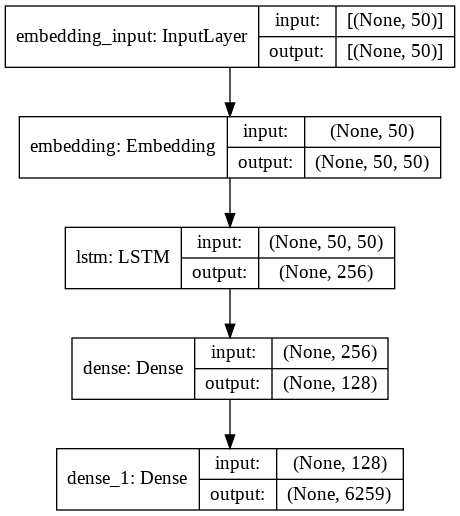 embedding_input: InputLayer
input:
[(None, 50)]
output:
[(None, 50)]
embedding: Embedding
input:
(None, 50)
output:
(None, 50, 50)
lstm: LSTM
input:
(None, 50, 50)
output:
(None, 256)
dense: Dense
input:
(None, 256)
output:
(None, 128)
dense_1: Dense
input:
(None, 128)
output:
(None, 6259)